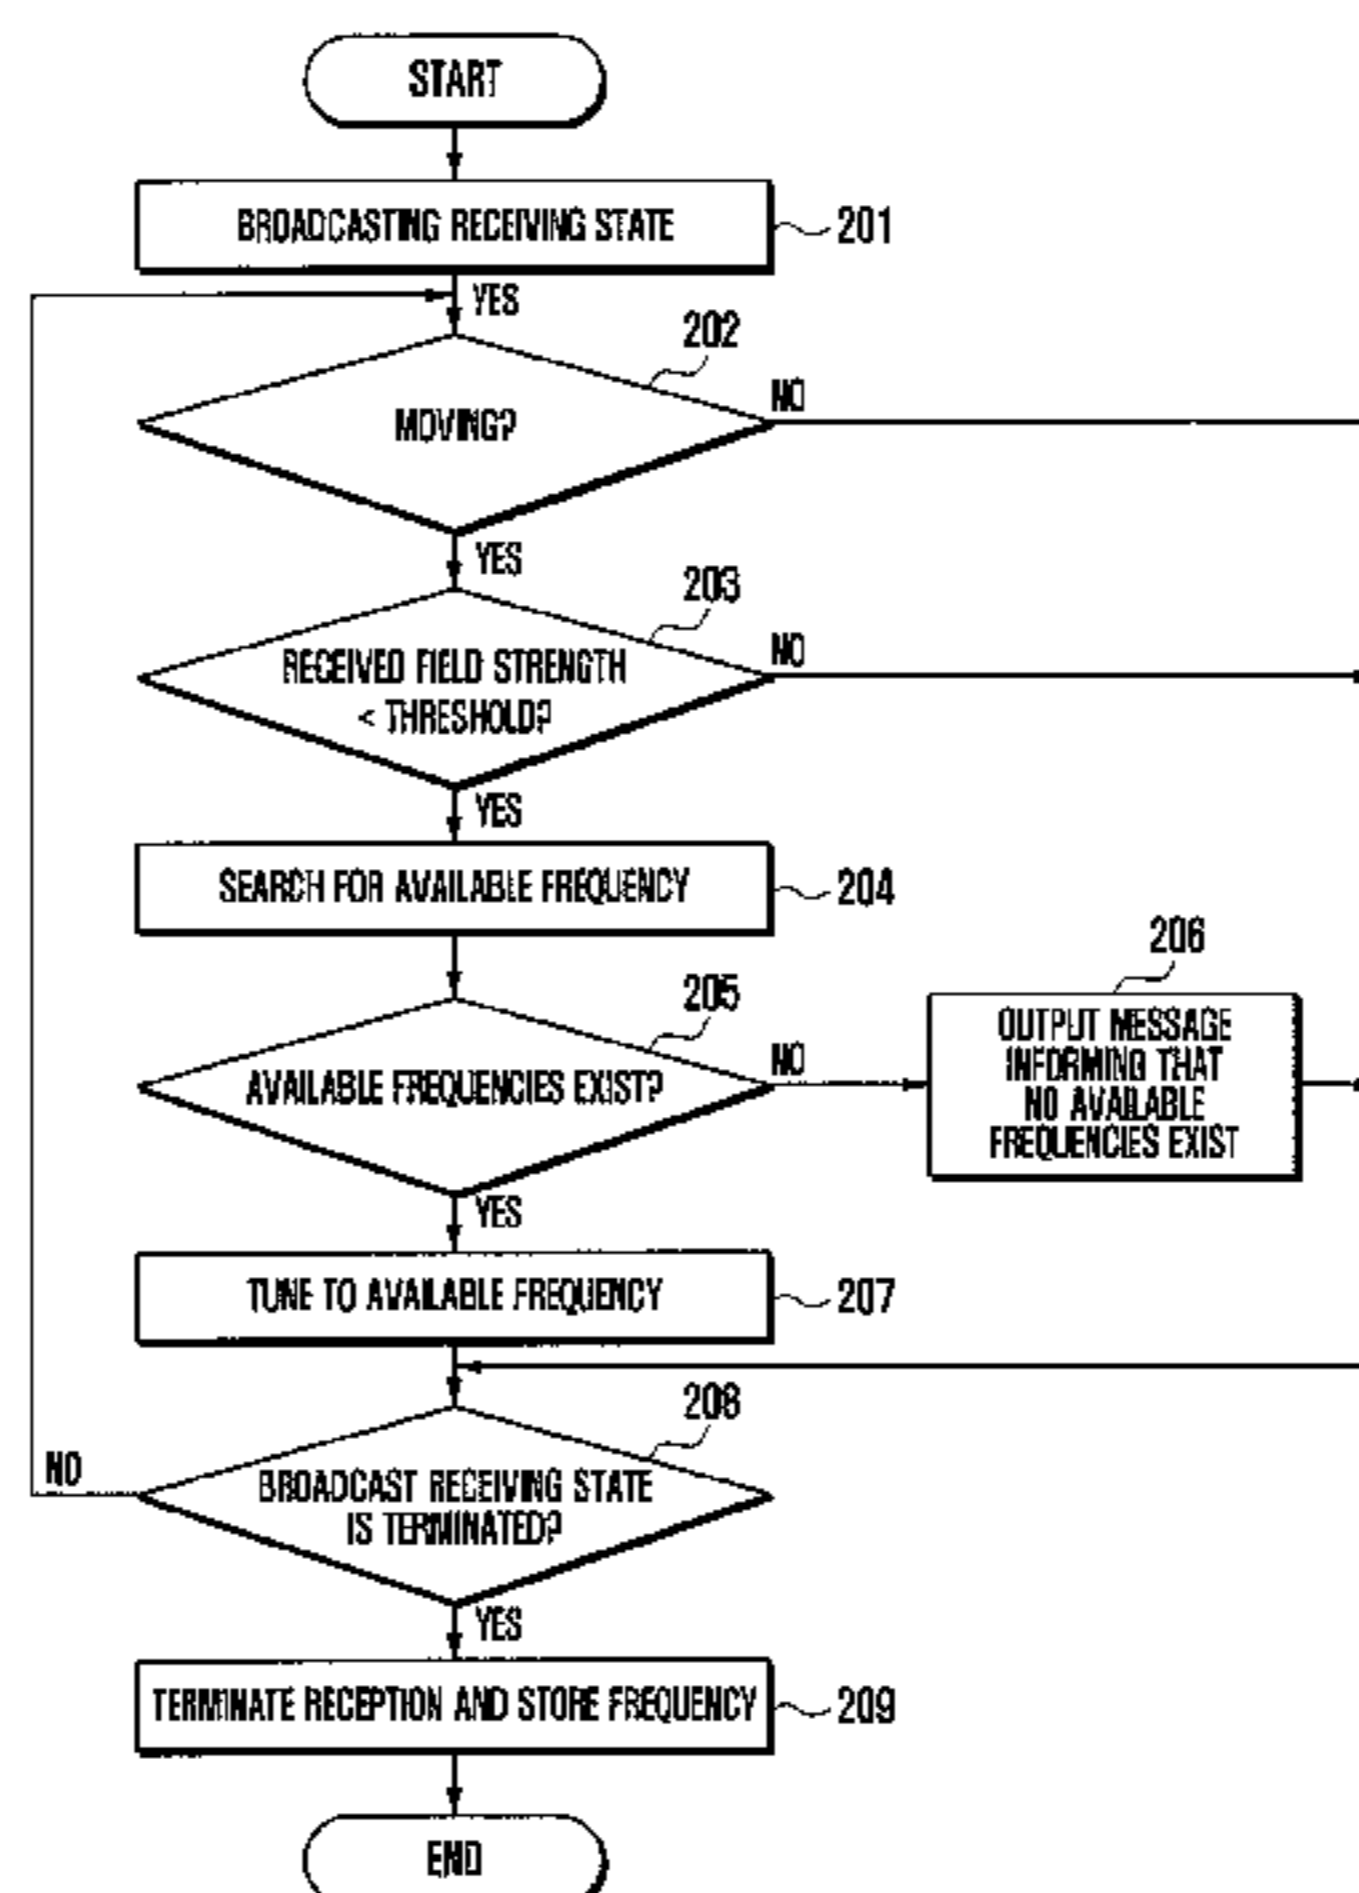 START
BROADCASTING RECEIVING STATE
201
YES
202
MOVING?
NO
YES
203
RECEIVED FIELD STRENGTH
< THRESHOLD?
NO
YES
SEARCH FOR AVAILABLE FREQUENCY
204
205
AVAILABLE FREQUENCIES EXIST?
NO
206
OUTPUT MESSAGE
INFORMING THAT
NO AVAILABLE
FREQUENCIES EXIST
YES
TUNE TO AVAILABLE FREQUENCY
207
208
BROADCAST RECEIVING STATE
IS TERMINATED?
NO
YES
TERMINATE RECEPTION AND STORE FREQUENCY
209
END